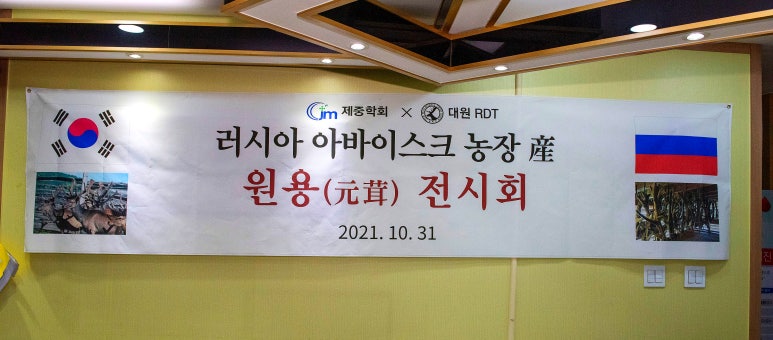 Cjm 제중학회 × 대원 RDT
러시아 아바이스크 농장 産
원용(元茸) 전시회
2021. 10. 31